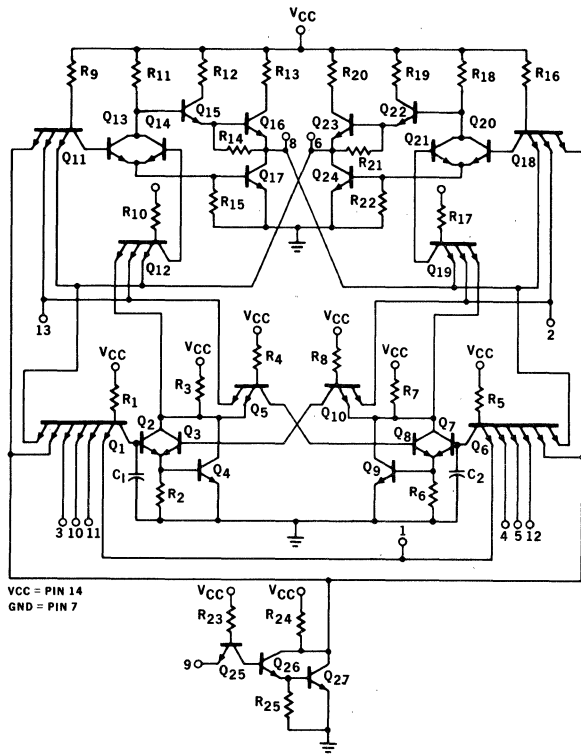 VCC
R9 R11 R12 R13 R20 R19 R18 R16
Q13 Q14 Q15 Q16 Q23 Q22 Q21 Q20
R14 8 6 R21
Q11 Q17 Q24 Q18
R10 R15 R22 R17
Q12 Q19
13 2
VCC VCC VCC VCC VCC VCC
R1 R3 R4 R8 R7 R5
Q5 Q10
Q1 Q2 Q3 Q8 Q7 Q6
C1 Q4 Q9 C2
R2 R6
3 10 11 1 4 5 12
VCC = PIN 14
GND = PIN 7
VCC VCC
R23 R24
9 Q25 Q26 Q27
R25